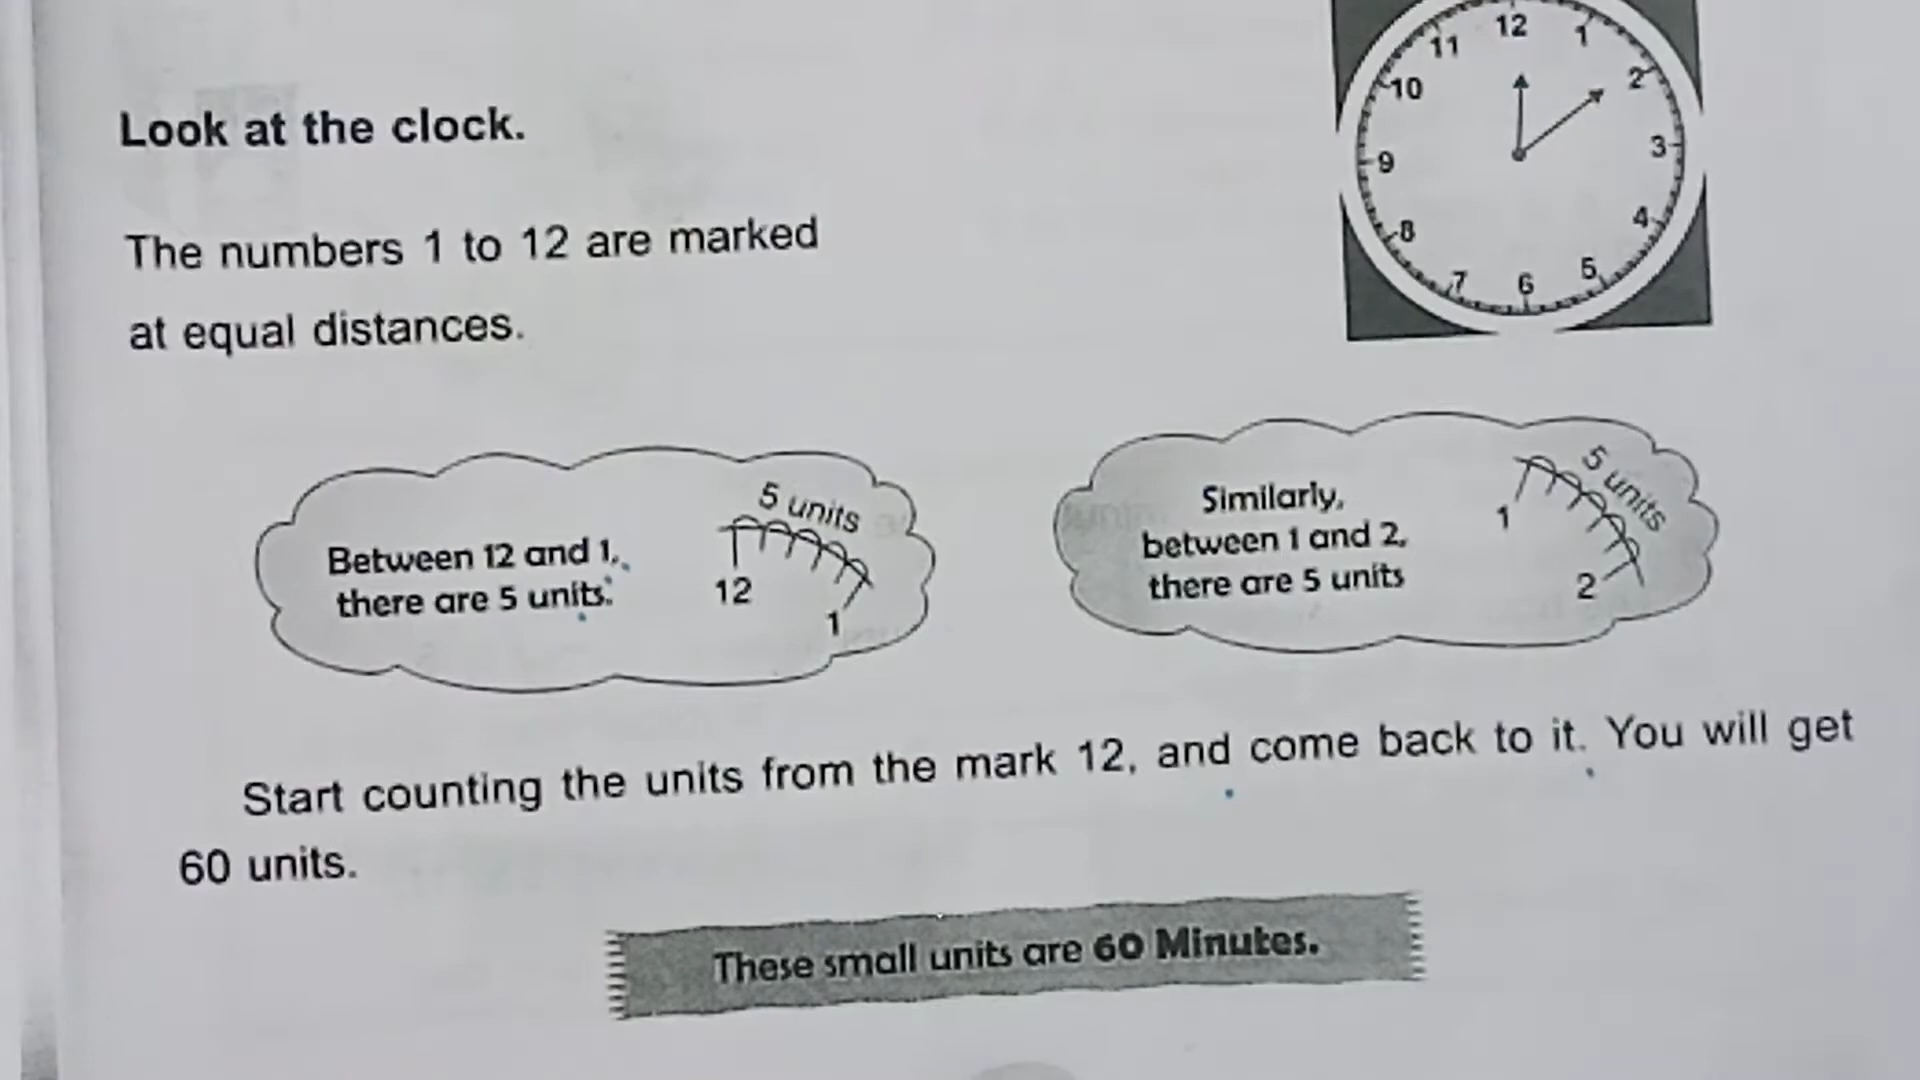 12
11
1
10
2
9
3
8
4
7
6
5
Look at the clock.
The numbers 1 to 12 are marked
at equal distances.
Between 12 and 1,
there are 5 units.
5 units
12
1
Similarly,
between 1 and 2,
there are 5 units
5 units
1
2
Start counting the units from the mark 12, and come back to it. You will get
60 units.
These small units are 60 Minutes.